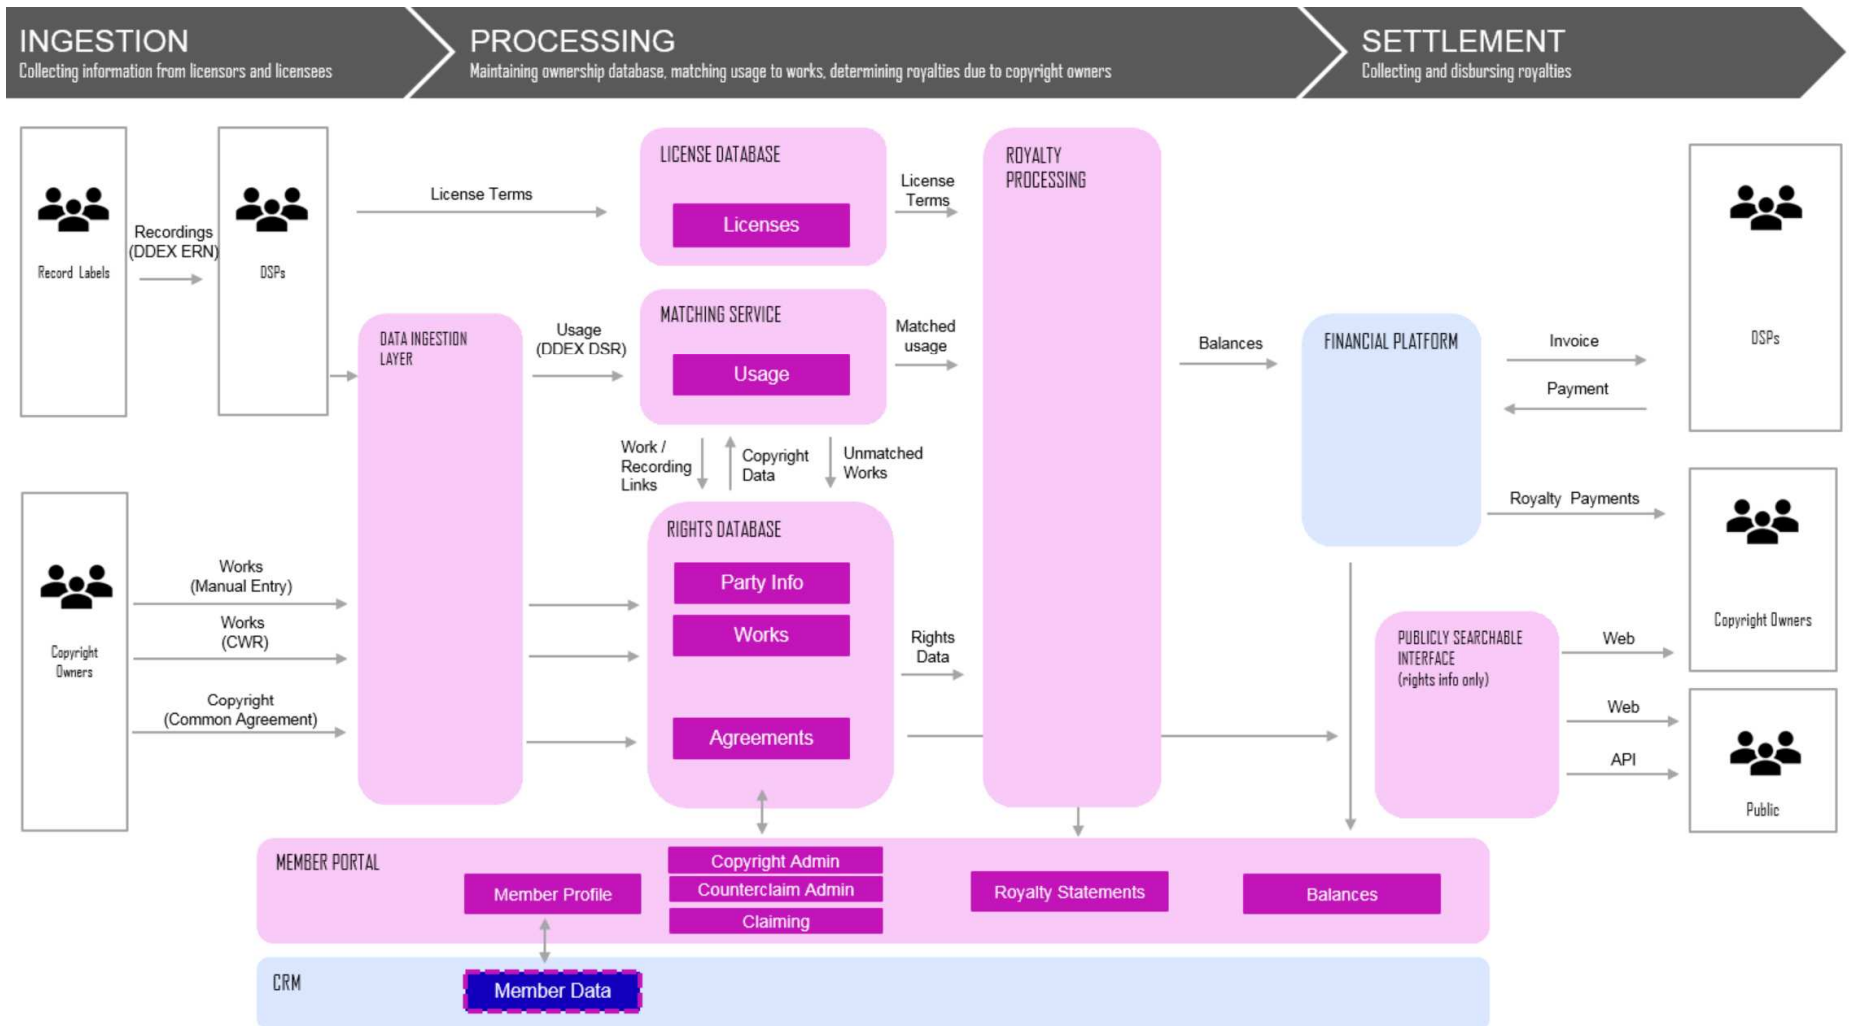 INGESTION
Collecting information from licensors and licensees
PROCESSING
Maintaining ownership database, matching usage to works, determining royalties due to copyright owners
SETTLEMENT
Collecting and disbursing royalties
Record Labels
Recordings
(DDEX ERN)
DSPs
License Terms
LICENSE DATABASE
Licenses
License
Terms
ROYALTY
PROCESSING
DATA INGESTION
LAYER
Usage
(DDEX DSR)
MATCHING SERVICE
Usage
Matched
usage
Balances
FINANCIAL PLATFORM
Invoice
Payment
DSPs
Work /
Recording
Links
Copyright
Data
Unmatched
Works
Royalty Payments
Copyright Owners
Copyright
Owners
Works
(Manual Entry)
Works
(CWR)
Copyright
(Common Agreement)
RIGHTS DATABASE
Party Info
Works
Agreements
Rights
Data
PUBLICLY SEARCHABLE
INTERFACE
(rights info only)
Web
Web
API
Public
MEMBER PORTAL
Member Profile
Copyright Admin
Counterclaim Admin
Claiming
Royalty Statements
Balances
CRM
Member Data